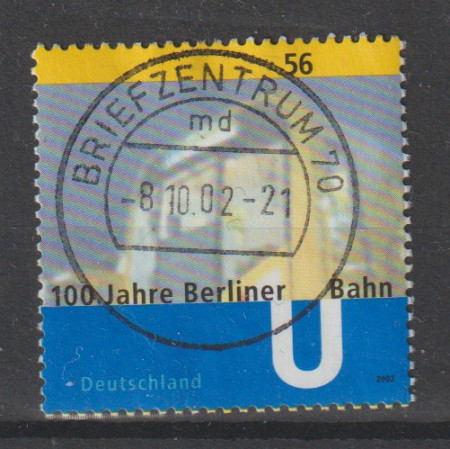 56
BRIEFZENTRUM 70
md
-8.10.02-21
100 Jahre Berliner U Bahn
Deutschland
2002